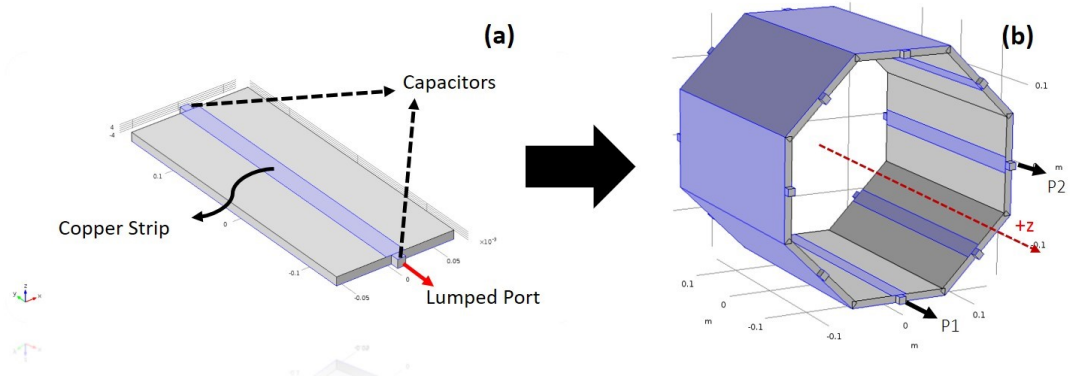 (a)
Capacitors
Copper Strip
Lumped Port
4
-4
0.1
0
-0.1
-0.05
0
0.05
×10⁻³
z
y
x
(b)
0.1
m
P2
+z
-0.1
0.1
0
-0.1
m
-0.1
0
0.1
m
P1